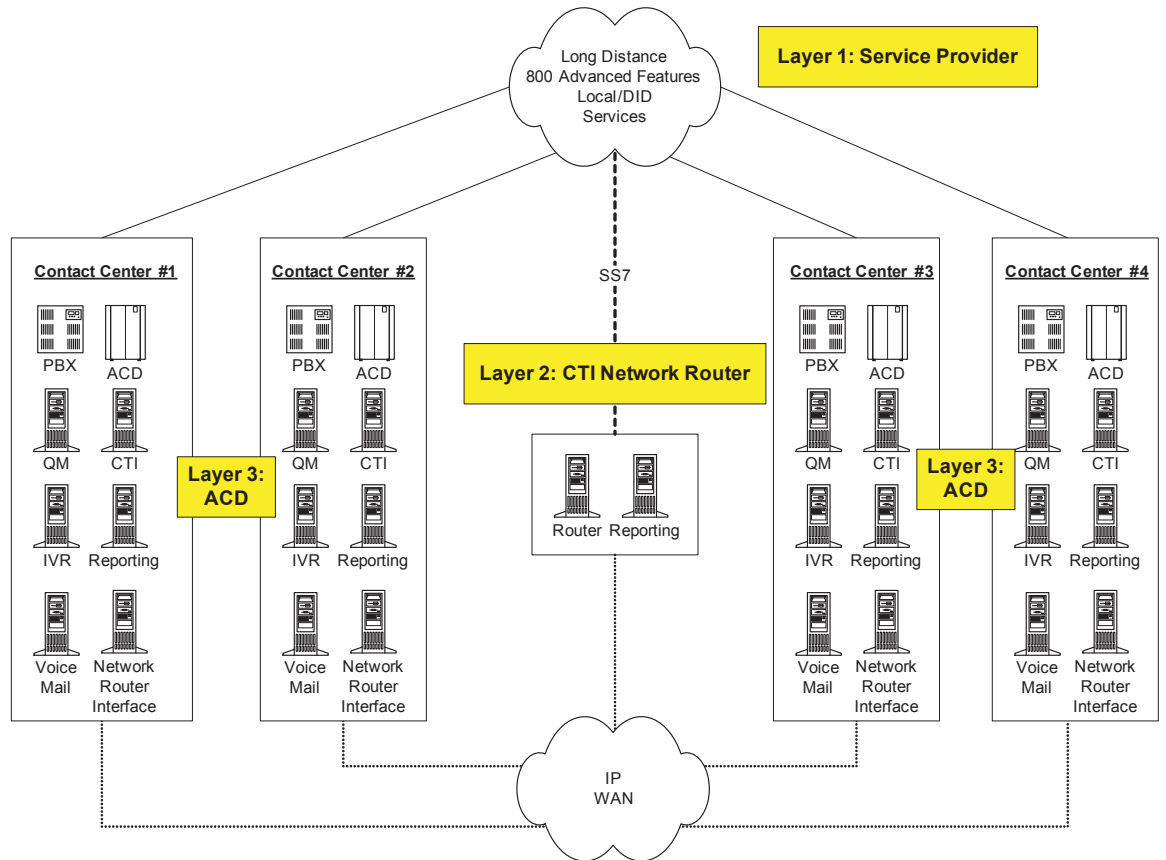 Long Distance
800 Advanced Features
Local/DID
Services
Layer 1: Service Provider
Contact Center #1
PBX
ACD
QM
CTI
IVR
Reporting
Voice
Mail
Network
Router
Interface
Layer 3:
ACD
Contact Center #2
PBX
ACD
QM
CTI
IVR
Reporting
Voice
Mail
Network
Router
Interface
SS7
Layer 2: CTI Network Router
Router
Reporting
Contact Center #3
PBX
ACD
QM
CTI
IVR
Reporting
Voice
Mail
Network
Router
Interface
Layer 3:
ACD
Contact Center #4
PBX
ACD
QM
CTI
IVR
Reporting
Voice
Mail
Network
Router
Interface
IP
WAN